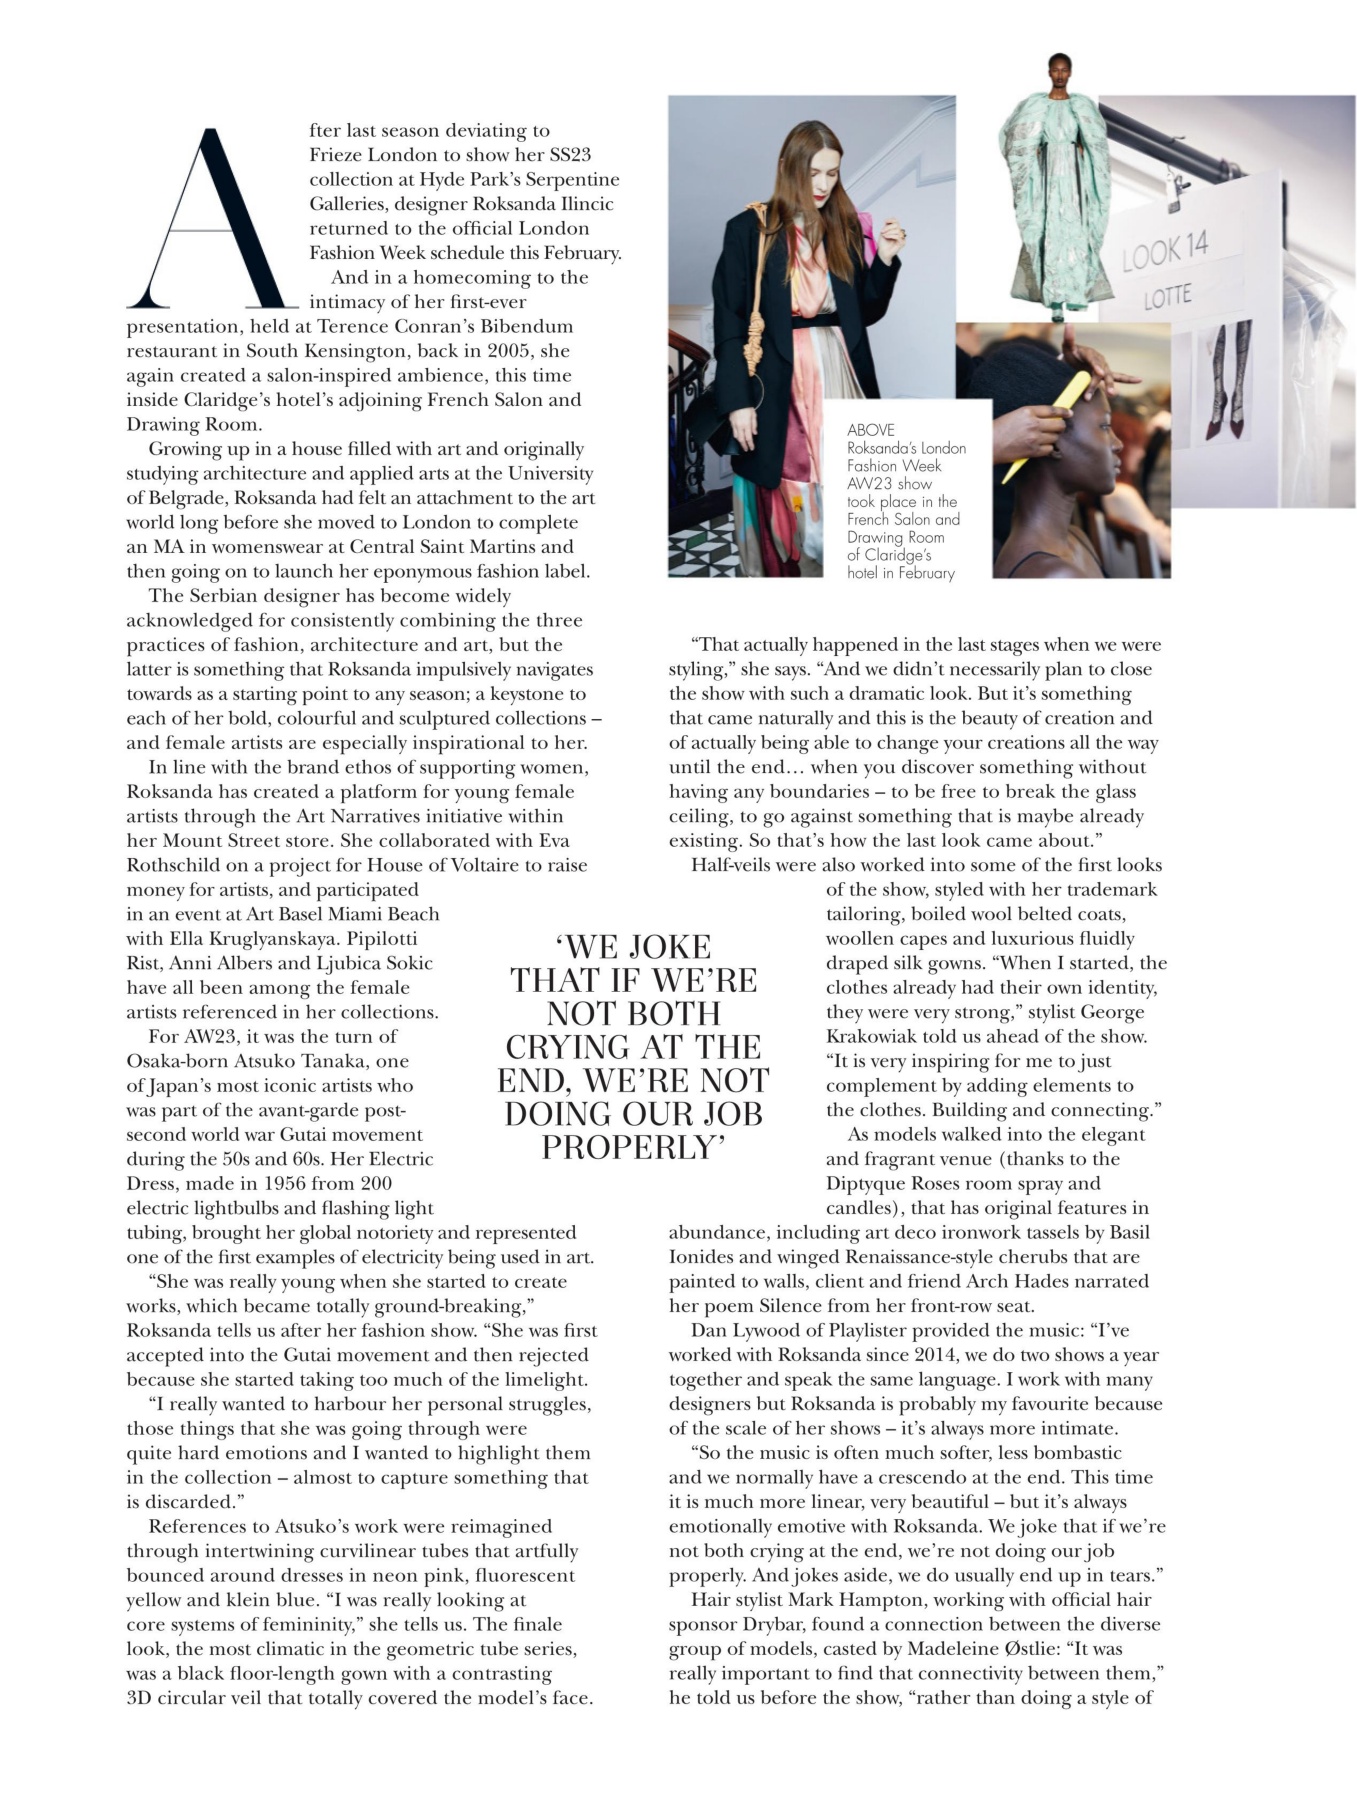 After last season deviating to
Frieze London to show her SS23
collection at Hyde Park’s Serpentine
Galleries, designer Roksanda Ilincic
returned to the official London
Fashion Week schedule this February.
And in a homecoming to the
intimacy of her first-ever
presentation, held at Terence Conran’s Bibendum
restaurant in South Kensington, back in 2005, she
again created a salon-inspired ambience, this time
inside Claridge’s hotel’s adjoining French Salon and
Drawing Room.
Growing up in a house filled with art and originally
studying architecture and applied arts at the University
of Belgrade, Roksanda had felt an attachment to the art
world long before she moved to London to complete
an MA in womenswear at Central Saint Martins and
then going on to launch her eponymous fashion label.
The Serbian designer has become widely
acknowledged for consistently combining the three
practices of fashion, architecture and art, but the
latter is something that Roksanda impulsively navigates
towards as a starting point to any season; a keystone to
each of her bold, colourful and sculptured collections –
and female artists are especially inspirational to her.
In line with the brand ethos of supporting women,
Roksanda has created a platform for young female
artists through the Art Narratives initiative within
her Mount Street store. She collaborated with Eva
Rothschild on a project for House of Voltaire to raise
money for artists, and participated
in an event at Art Basel Miami Beach
with Ella Kruglyanskaya. Pipilotti
Rist, Anni Albers and Ljubica Sokic
have all been among the female
artists referenced in her collections.
For AW23, it was the turn of
Osaka-born Atsuko Tanaka, one
of Japan’s most iconic artists who
was part of the avant-garde post-
second world war Gutai movement
during the 50s and 60s. Her Electric
Dress, made in 1956 from 200
electric lightbulbs and flashing light
tubing, brought her global notoriety and represented
one of the first examples of electricity being used in art.
“She was really young when she started to create
works, which became totally ground-breaking,”
Roksanda tells us after her fashion show. “She was first
accepted into the Gutai movement and then rejected
because she started taking too much of the limelight.
“I really wanted to harbour her personal struggles,
those things that she was going through were
quite hard emotions and I wanted to highlight them
in the collection – almost to capture something that
is discarded.”
References to Atsuko’s work were reimagined
through intertwining curvilinear tubes that artfully
bounced around dresses in neon pink, fluorescent
yellow and klein blue. “I was really looking at
core systems of femininity,” she tells us. The finale
look, the most climatic in the geometric tube series,
was a black floor-length gown with a contrasting
3D circular veil that totally covered the model’s face.
‘WE JOKE
THAT IF WE’RE
NOT BOTH
CRYING AT THE
END, WE’RE NOT
DOING OUR JOB
PROPERLY’
LOOK 14
LOTTE
ABOVE
Roksanda’s London
Fashion Week
AW23 show
took place in the
French Salon and
Drawing Room
of Claridge’s
hotel in February
“That actually happened in the last stages when we were
styling,” she says. “And we didn’t necessarily plan to close
the show with such a dramatic look. But it’s something
that came naturally and this is the beauty of creation and
of actually being able to change your creations all the way
until the end… when you discover something without
having any boundaries – to be free to break the glass
ceiling, to go against something that is maybe already
existing. So that’s how the last look came about.”
Half-veils were also worked into some of the first looks
of the show, styled with her trademark
tailoring, boiled wool belted coats,
woollen capes and luxurious fluidly
draped silk gowns. “When I started, the
clothes already had their own identity,
they were very strong,” stylist George
Krakowiak told us ahead of the show.
“It is very inspiring for me to just
complement by adding elements to
the clothes. Building and connecting.”
As models walked into the elegant
and fragrant venue (thanks to the
Diptyque Roses room spray and
candles), that has original features in
abundance, including art deco ironwork tassels by Basil
Ionides and winged Renaissance-style cherubs that are
painted to walls, client and friend Arch Hades narrated
her poem Silence from her front-row seat.
Dan Lywood of Playlister provided the music: “I’ve
worked with Roksanda since 2014, we do two shows a year
together and speak the same language. I work with many
designers but Roksanda is probably my favourite because
of the scale of her shows – it’s always more intimate.
“So the music is often much softer, less bombastic
and we normally have a crescendo at the end. This time
it is much more linear, very beautiful – but it’s always
emotionally emotive with Roksanda. We joke that if we’re
not both crying at the end, we’re not doing our job
properly. And jokes aside, we do usually end up in tears.”
Hair stylist Mark Hampton, working with official hair
sponsor Drybar, found a connection between the diverse
group of models, casted by Madeleine Østlie: “It was
really important to find that connectivity between them,”
he told us before the show, “rather than doing a style of